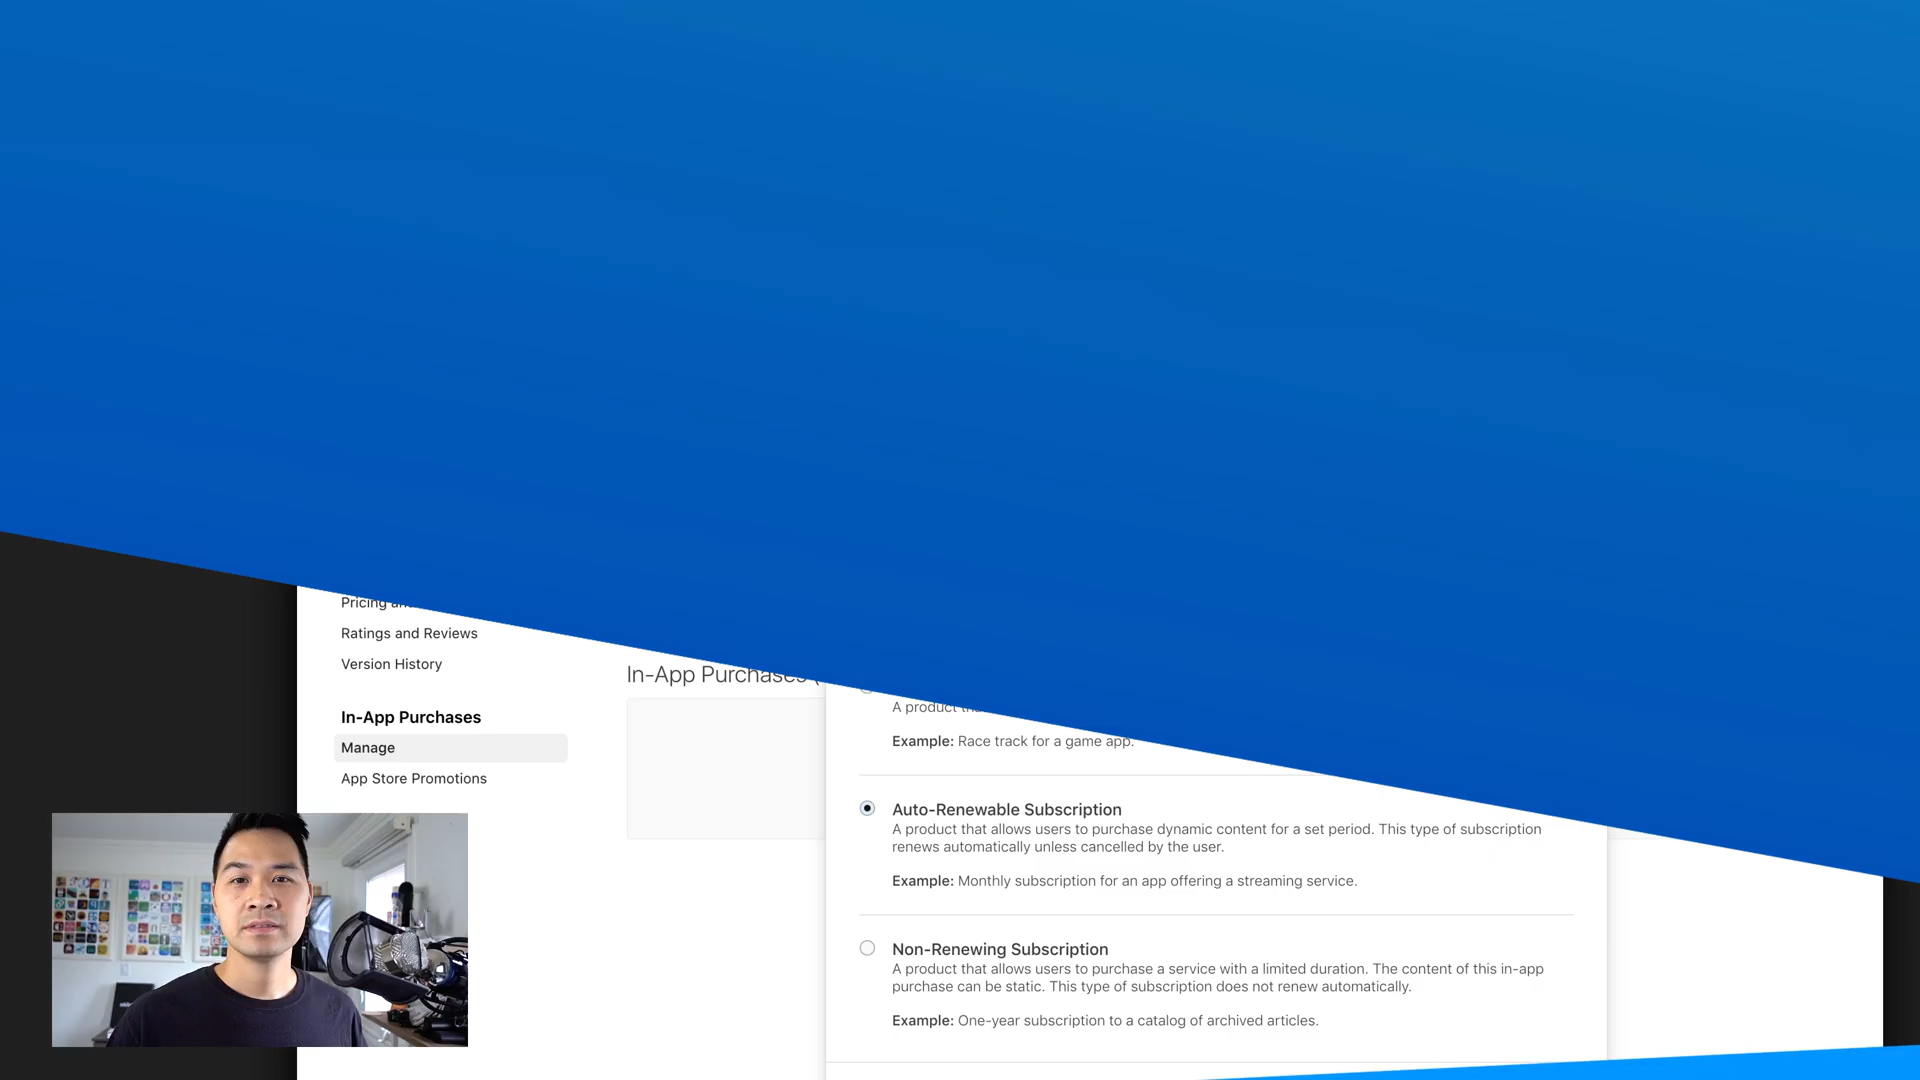 Pricing and
Ratings and Reviews
Version History
In-App Purchases
Manage
App Store Promotions
In-App Purchases (
A product
Example: Race track for a game app.
Auto-Renewable Subscription
A product that allows users to purchase dynamic content for a set period. This type of subscription
renews automatically unless cancelled by the user.
Example: Monthly subscription for an app offering a streaming service.
Non-Renewing Subscription
A product that allows users to purchase a service with a limited duration. The content of this in-app
purchase can be static. This type of subscription does not renew automatically.
Example: One-year subscription to a catalog of archived articles.